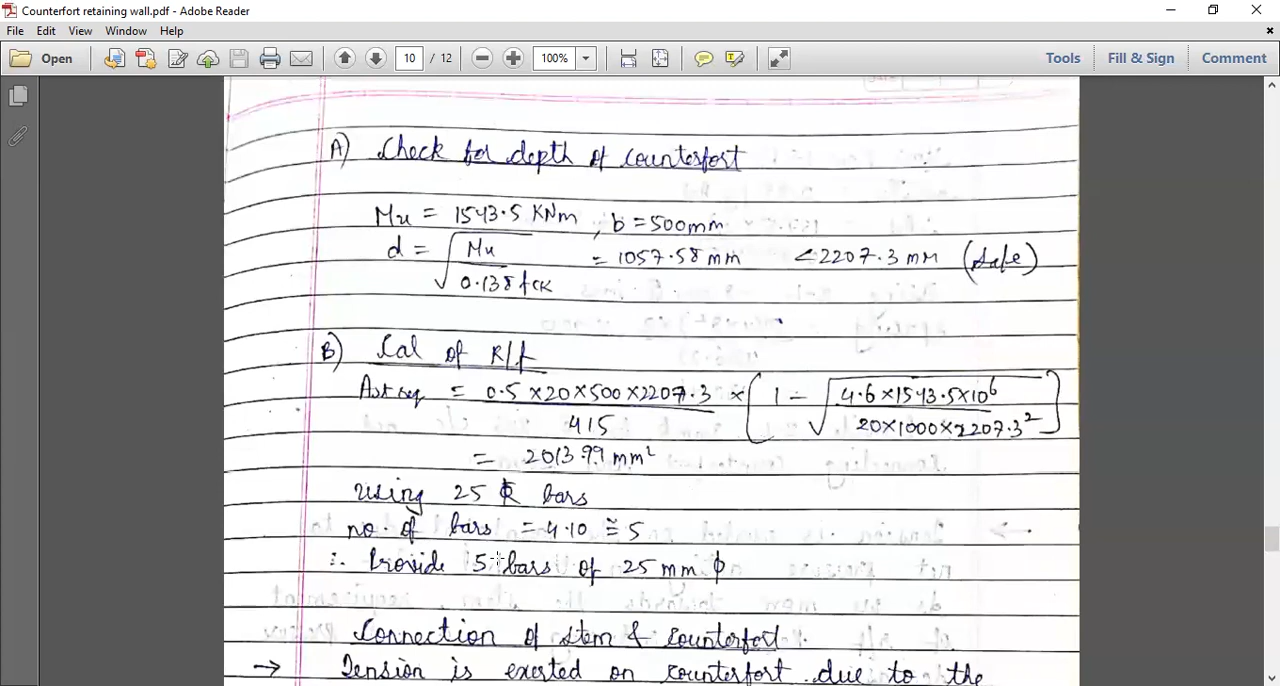 Counterfort retaining wall.pdf - Adobe Reader
File Edit View Window Help
Open 10 / 12 100% Tools Fill & Sign Comment
A) Check for depth of counterfort
Mu = 1543.5 KNm, b = 500mm
d = √(Mu / 0.138 fck) = 1057.58 mm < 2207.3 mm (safe)
B) Cal of R/f
Ast req = 0.5 × 20 × 500 × 2207.3 / 415 × (1 - √(4.6 × 1543.5 × 10⁶ / 20 × 1000 × 2207.3²))
= 2013.99 mm²
Using 25 ϕ bars
no. of bars = 4.10 ≅ 5
∴ Provide 5 bars of 25 mm ϕ
Connection of stem & counterfort.
→ Tension is exerted on counterfort due to the